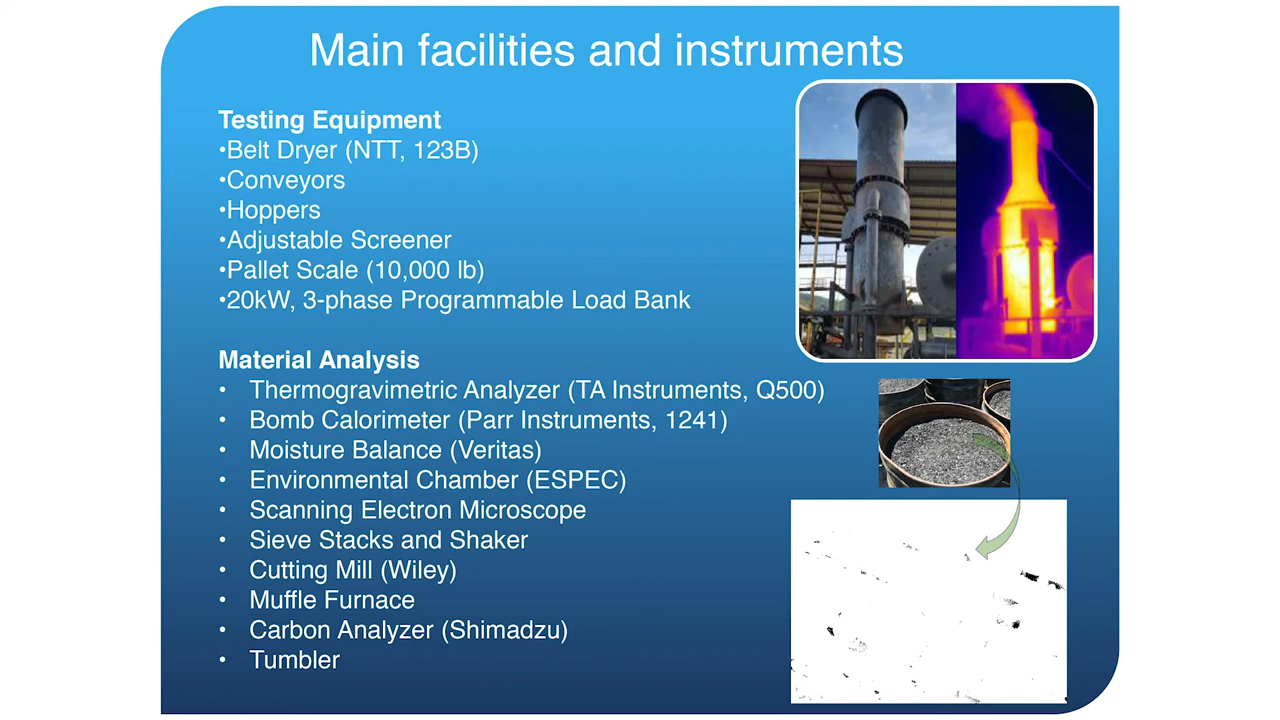 Main facilities and instruments
Testing Equipment
•Belt Dryer (NTT, 123B)
•Conveyors
•Hoppers
•Adjustable Screener
•Pallet Scale (10,000 lb)
•20kW, 3-phase Programmable Load Bank
Material Analysis
• Thermogravimetric Analyzer (TA Instruments, Q500)
• Bomb Calorimeter (Parr Instruments, 1241)
• Moisture Balance (Veritas)
• Environmental Chamber (ESPEC)
• Scanning Electron Microscope
• Sieve Stacks and Shaker
• Cutting Mill (Wiley)
• Muffle Furnace
• Carbon Analyzer (Shimadzu)
• Tumbler